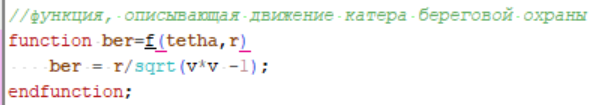 //функция, описывающая движение катера береговой охраны
function ber=f(tetha,r)
ber = r/sqrt(v*v -1);
endfunction;